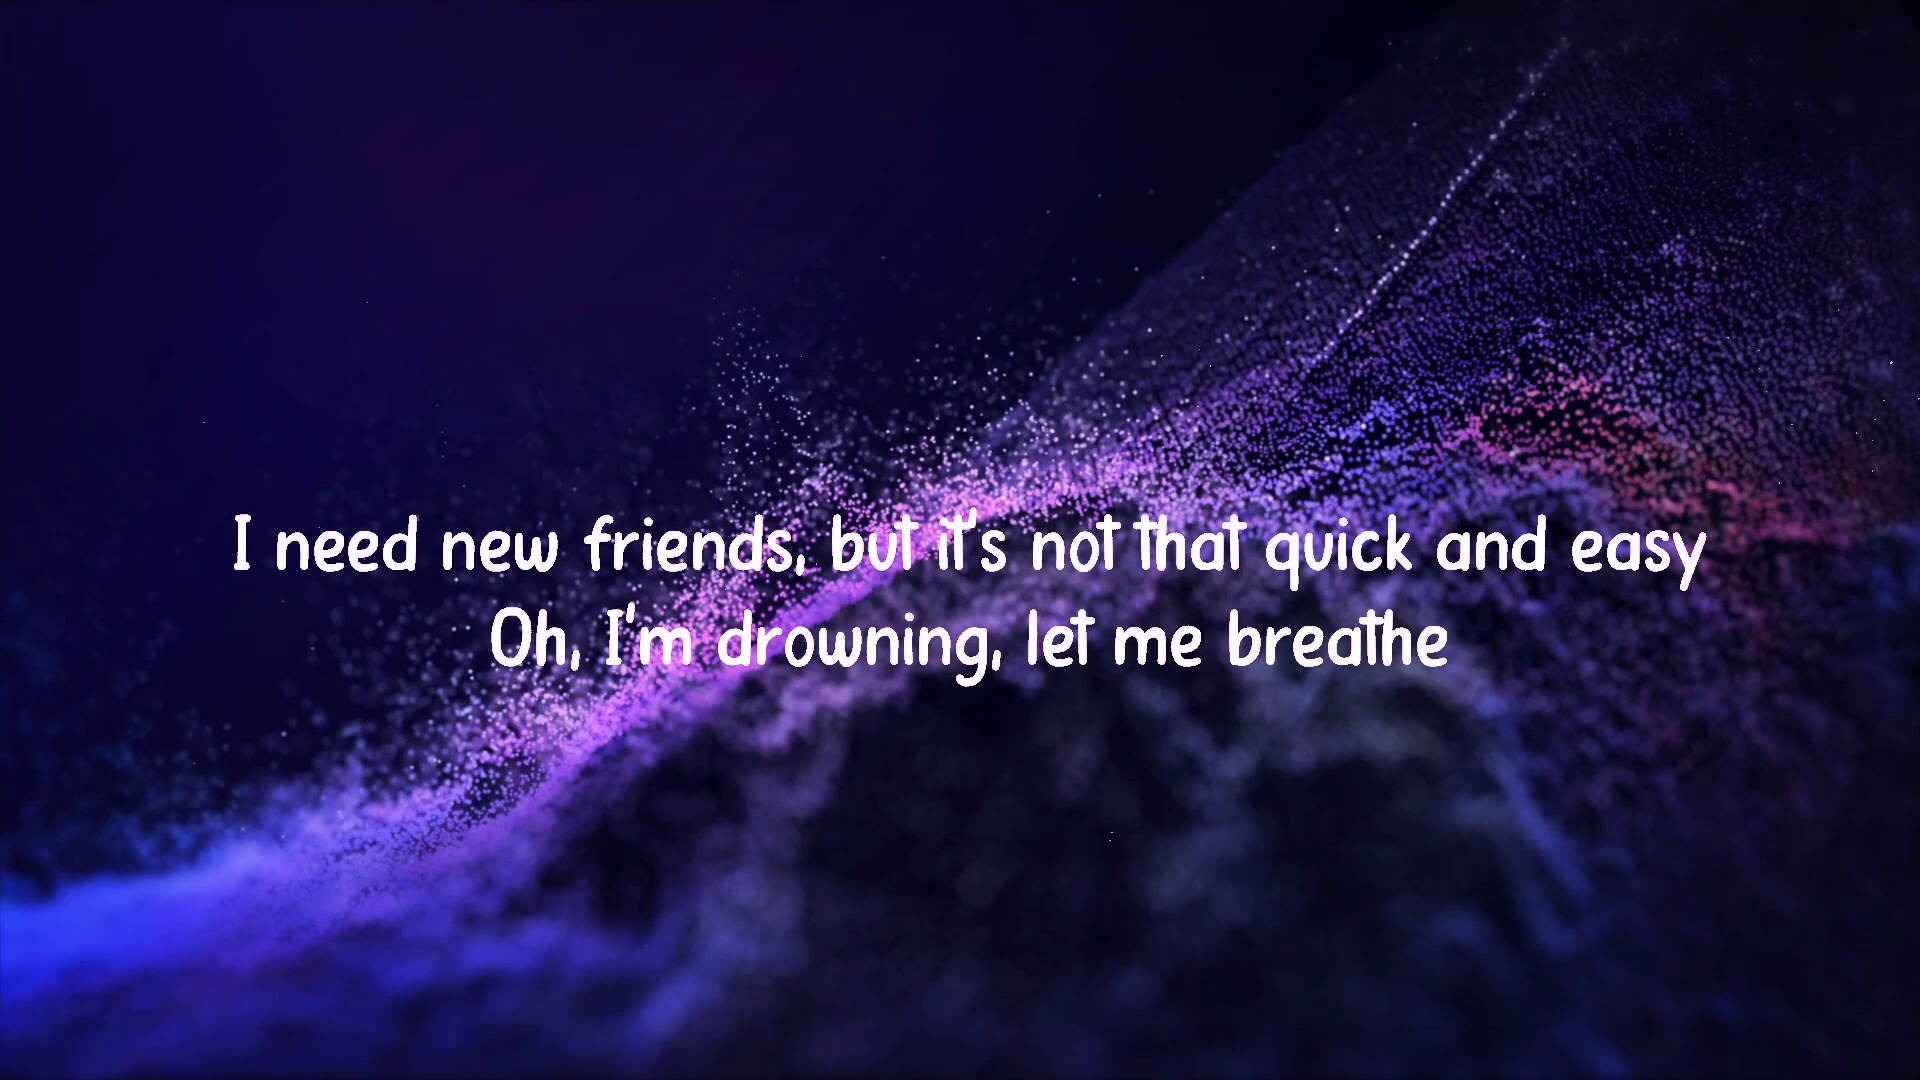 I need new friends, but it's not that quick and easy
Oh, I'm drowning, let me breathe